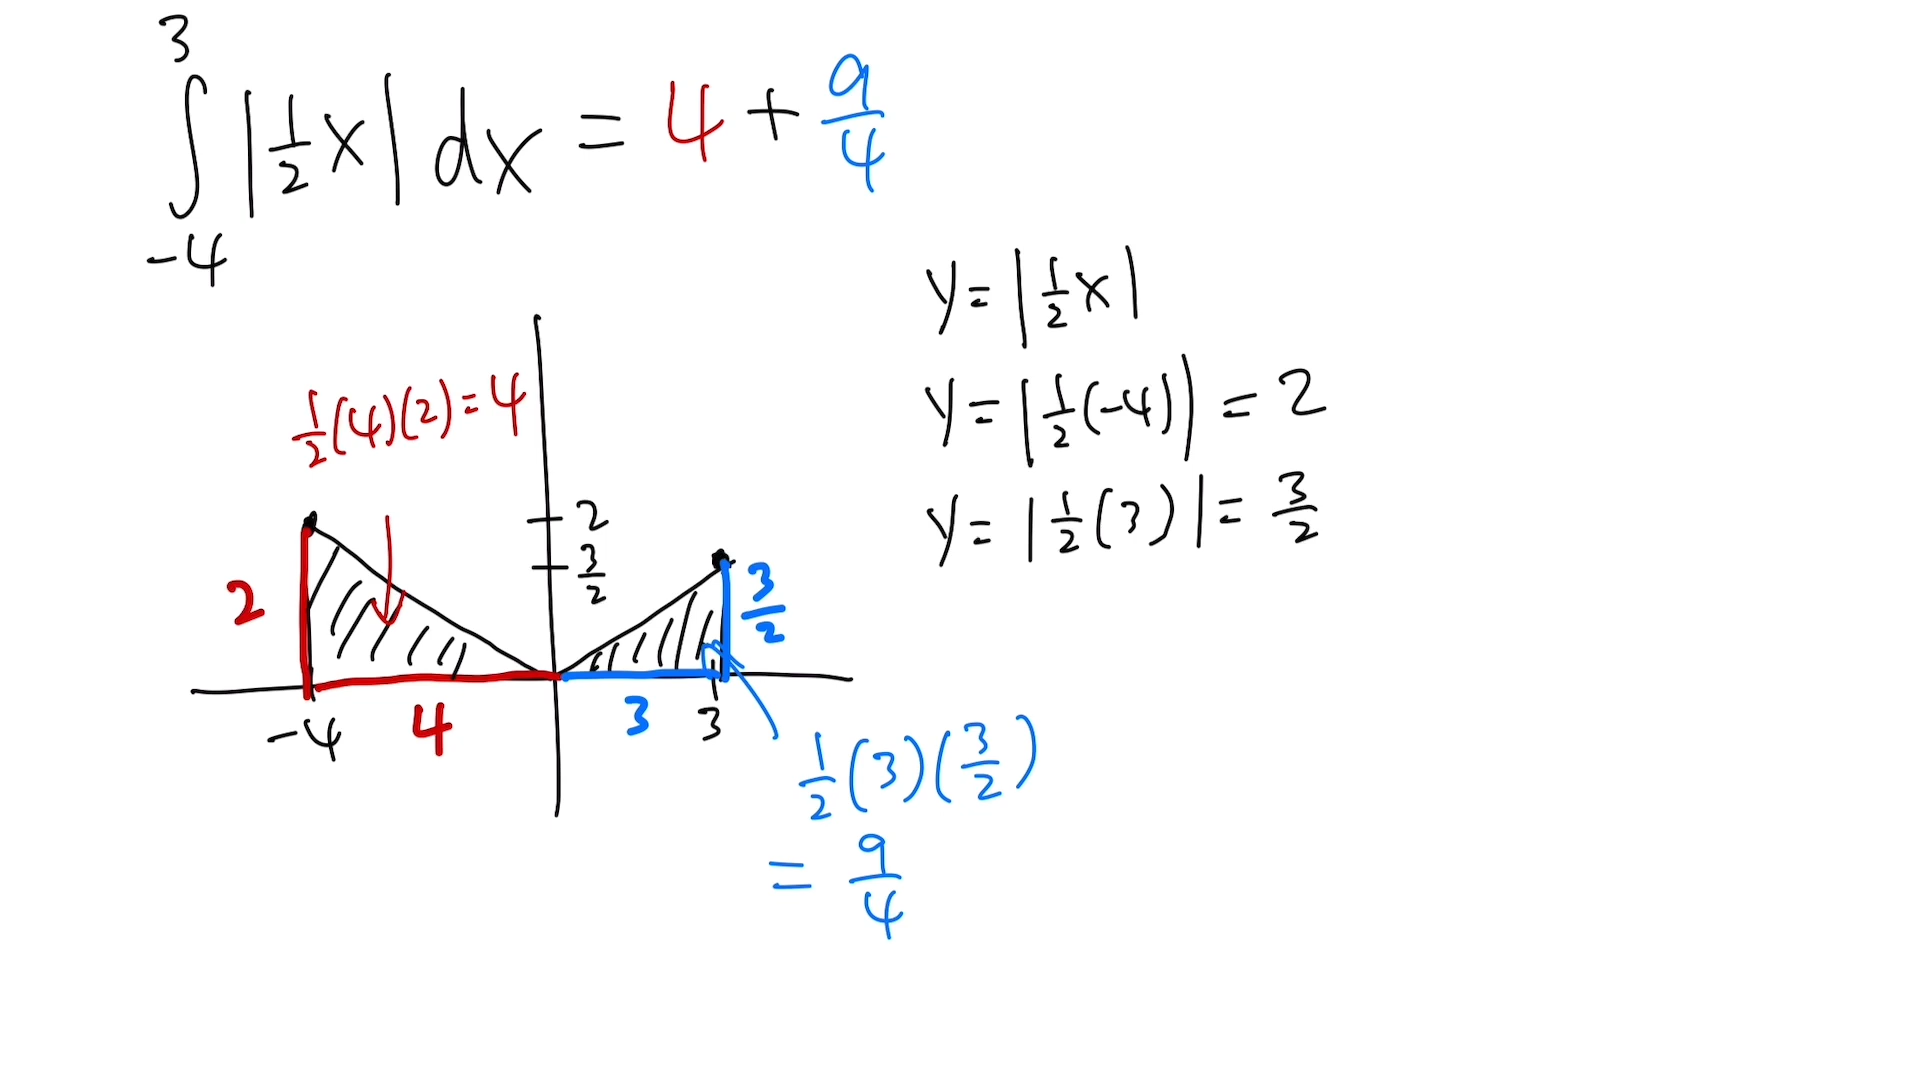 ∫_{-4}^{3} |1/2 x| dx = 4 + 9/4
y = |1/2 x|
y = |1/2 (-4)| = 2
y = |1/2 (3)| = 3/2
1/2 (4)(2) = 4
2
3/2
2
3/2
-4
4
3
3
1/2 (3)(3/2)
= 9/4